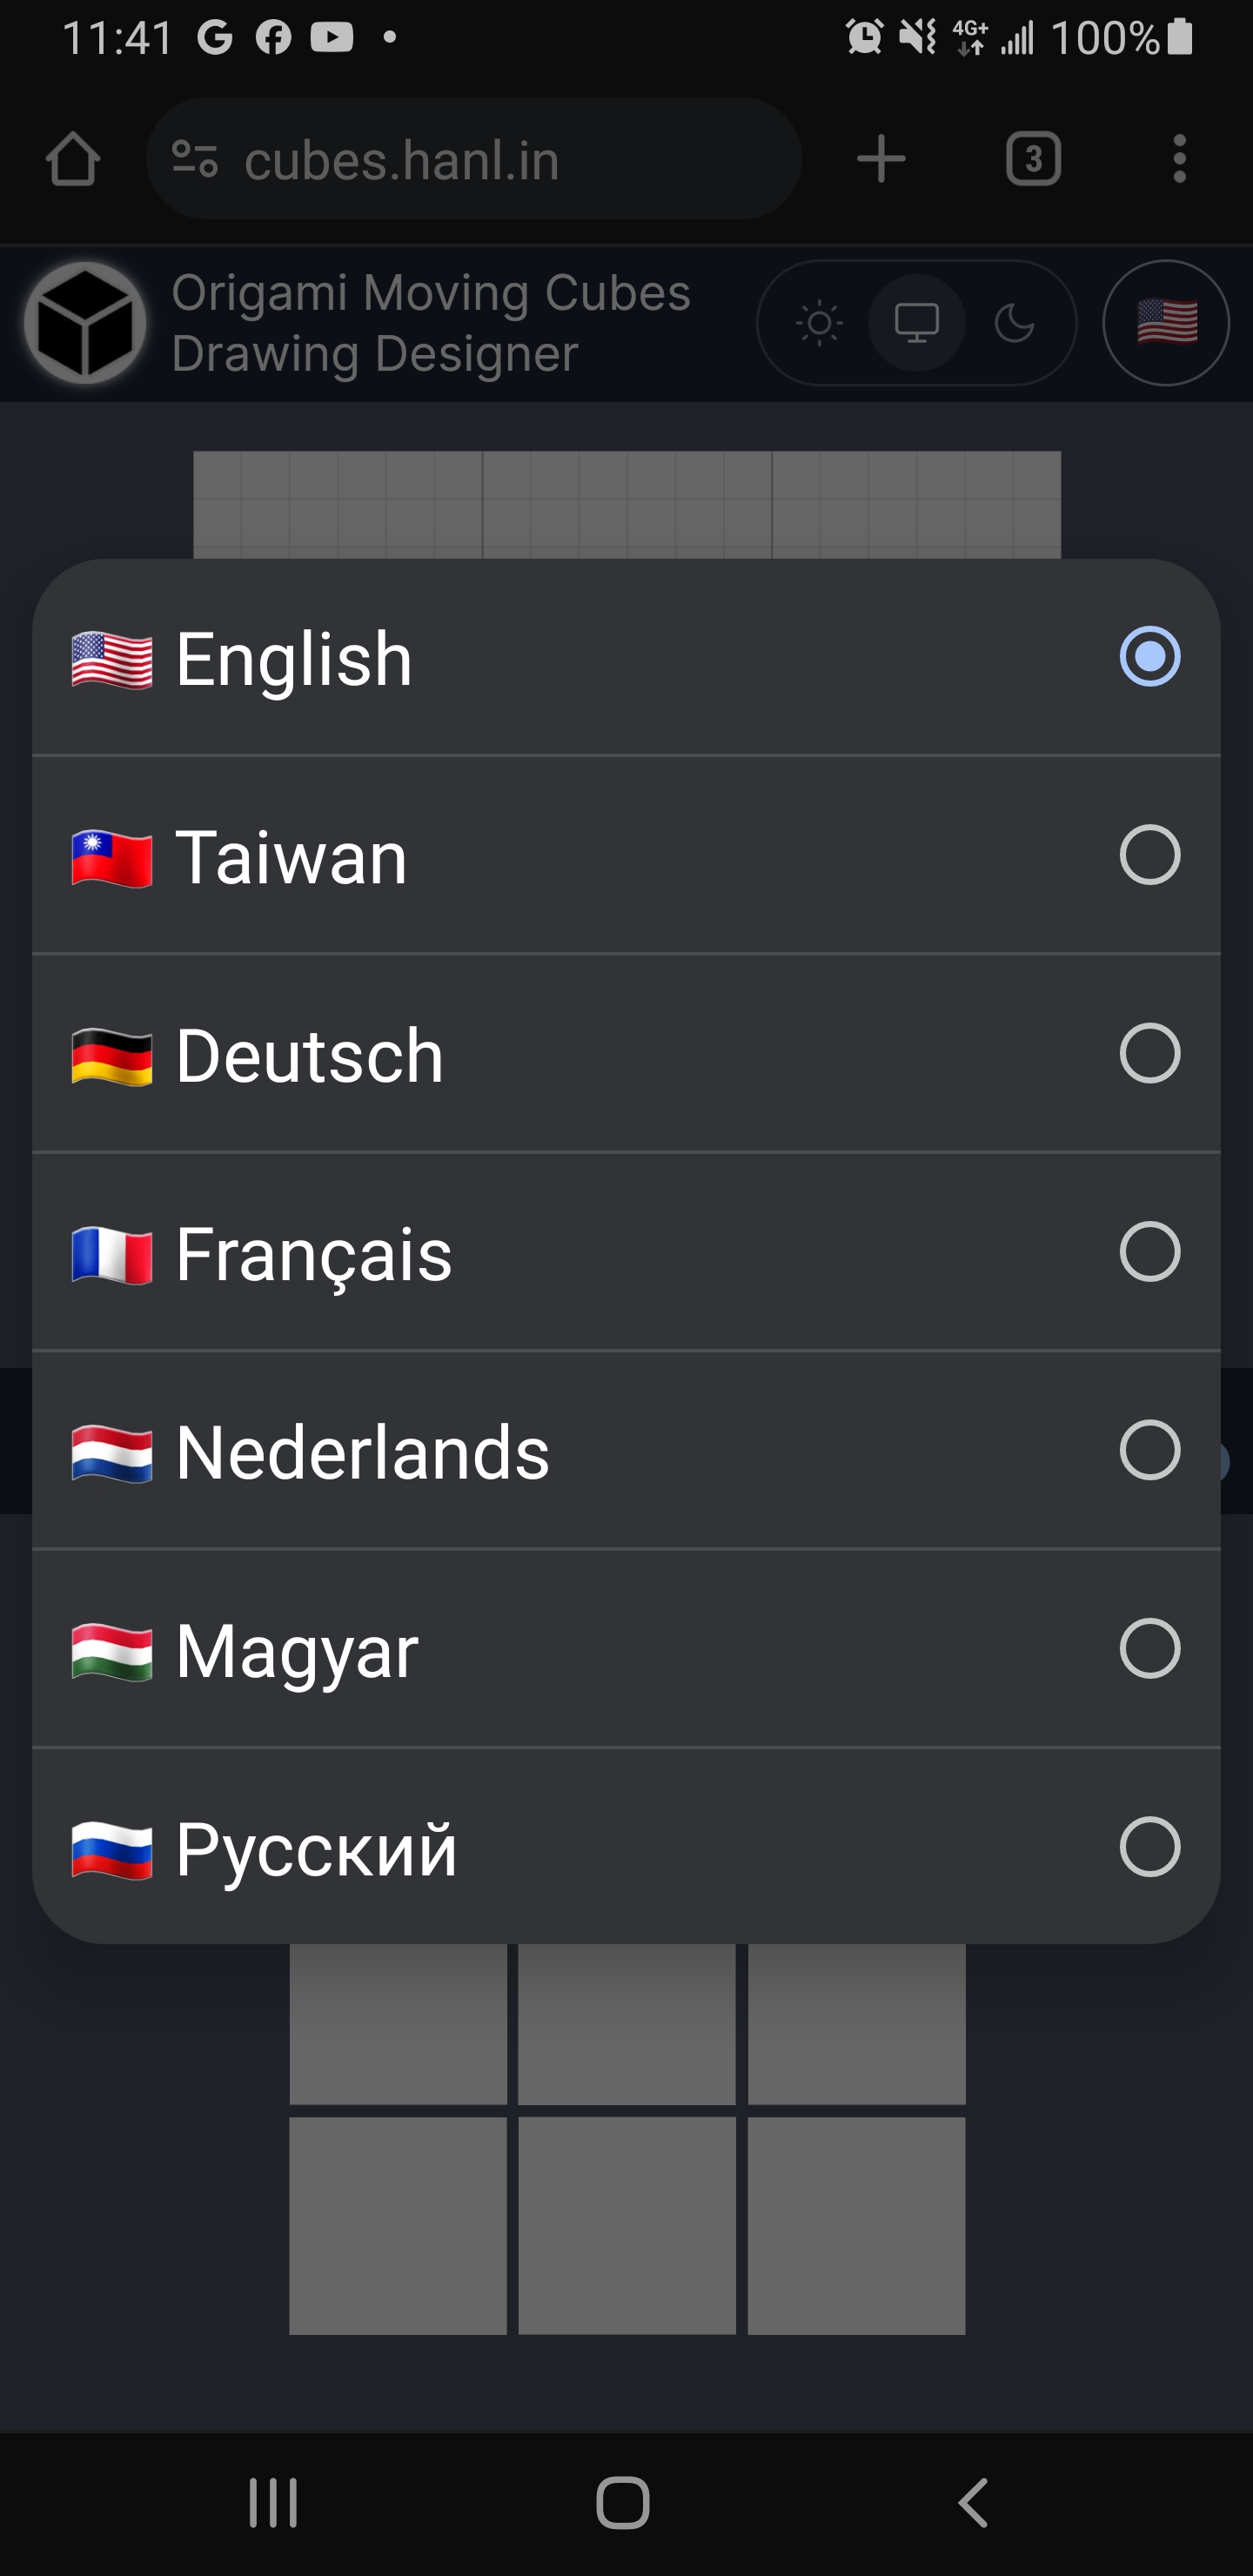 11:41
4G+
100%
cubes.hanl.in
3
Origami Moving Cubes
Drawing Designer
English
Taiwan
Deutsch
Français
Nederlands
Magyar
Русский